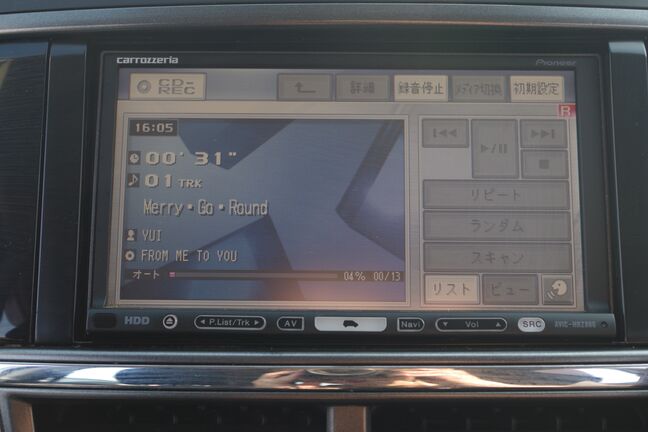 carrozzeria
Pioneer
CD-REC
詳細
録音停止
メディア切換
初期設定
R
16:05
00' 31"
01 TRK
Merry・Go・Round
YUI
FROM ME TO YOU
オート
04% 00/13
リピート
ランダム
スキャン
リスト
ビュー
HDD
P.List/Trk
AV
Navi
Vol
SRC